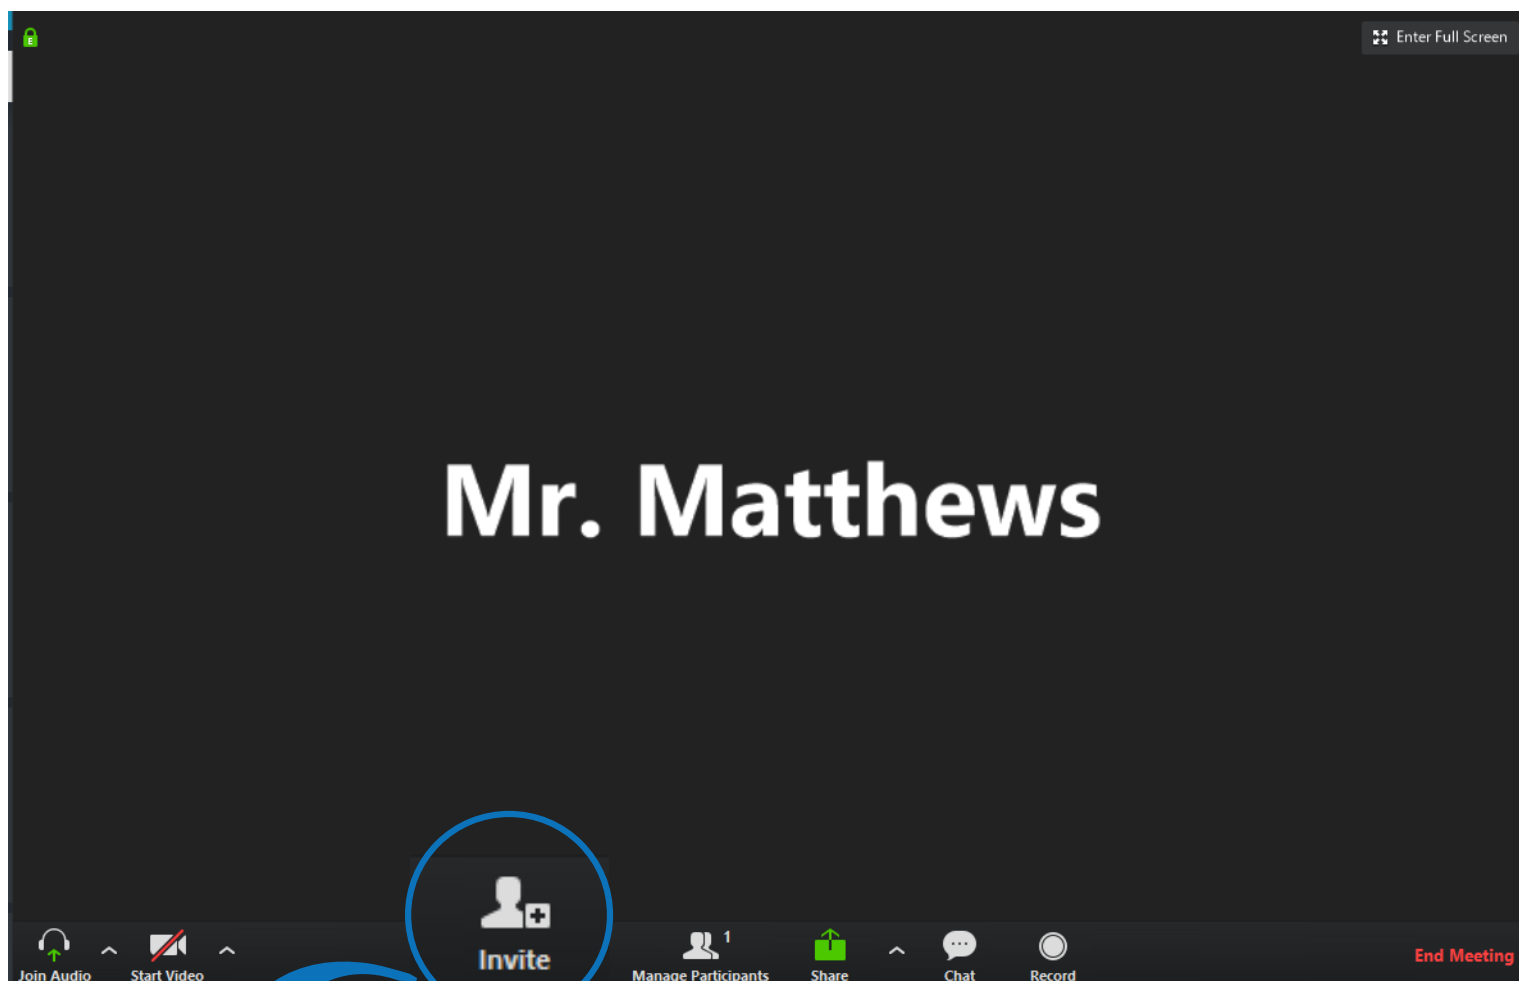 E
Enter Full Screen
Mr. Matthews
Invite
1
Join Audio
Start Video
Manage Participants
Share
Chat
Record
End Meeting